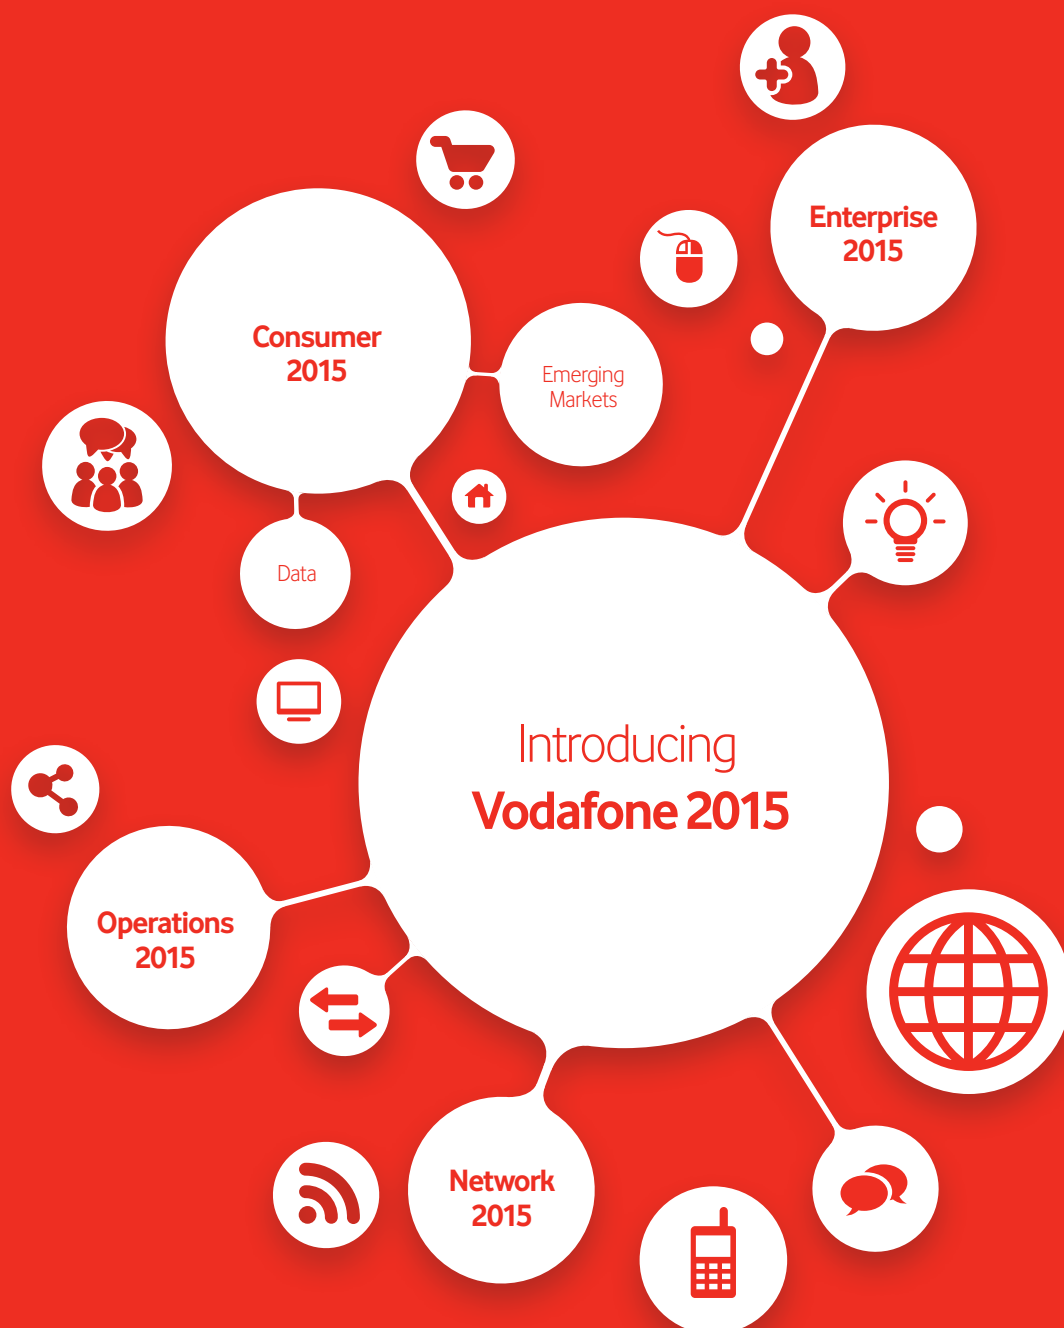 Enterprise
2015
Consumer
2015
Emerging
Markets
Data
Introducing
Vodafone 2015
Operations
2015
Network
2015